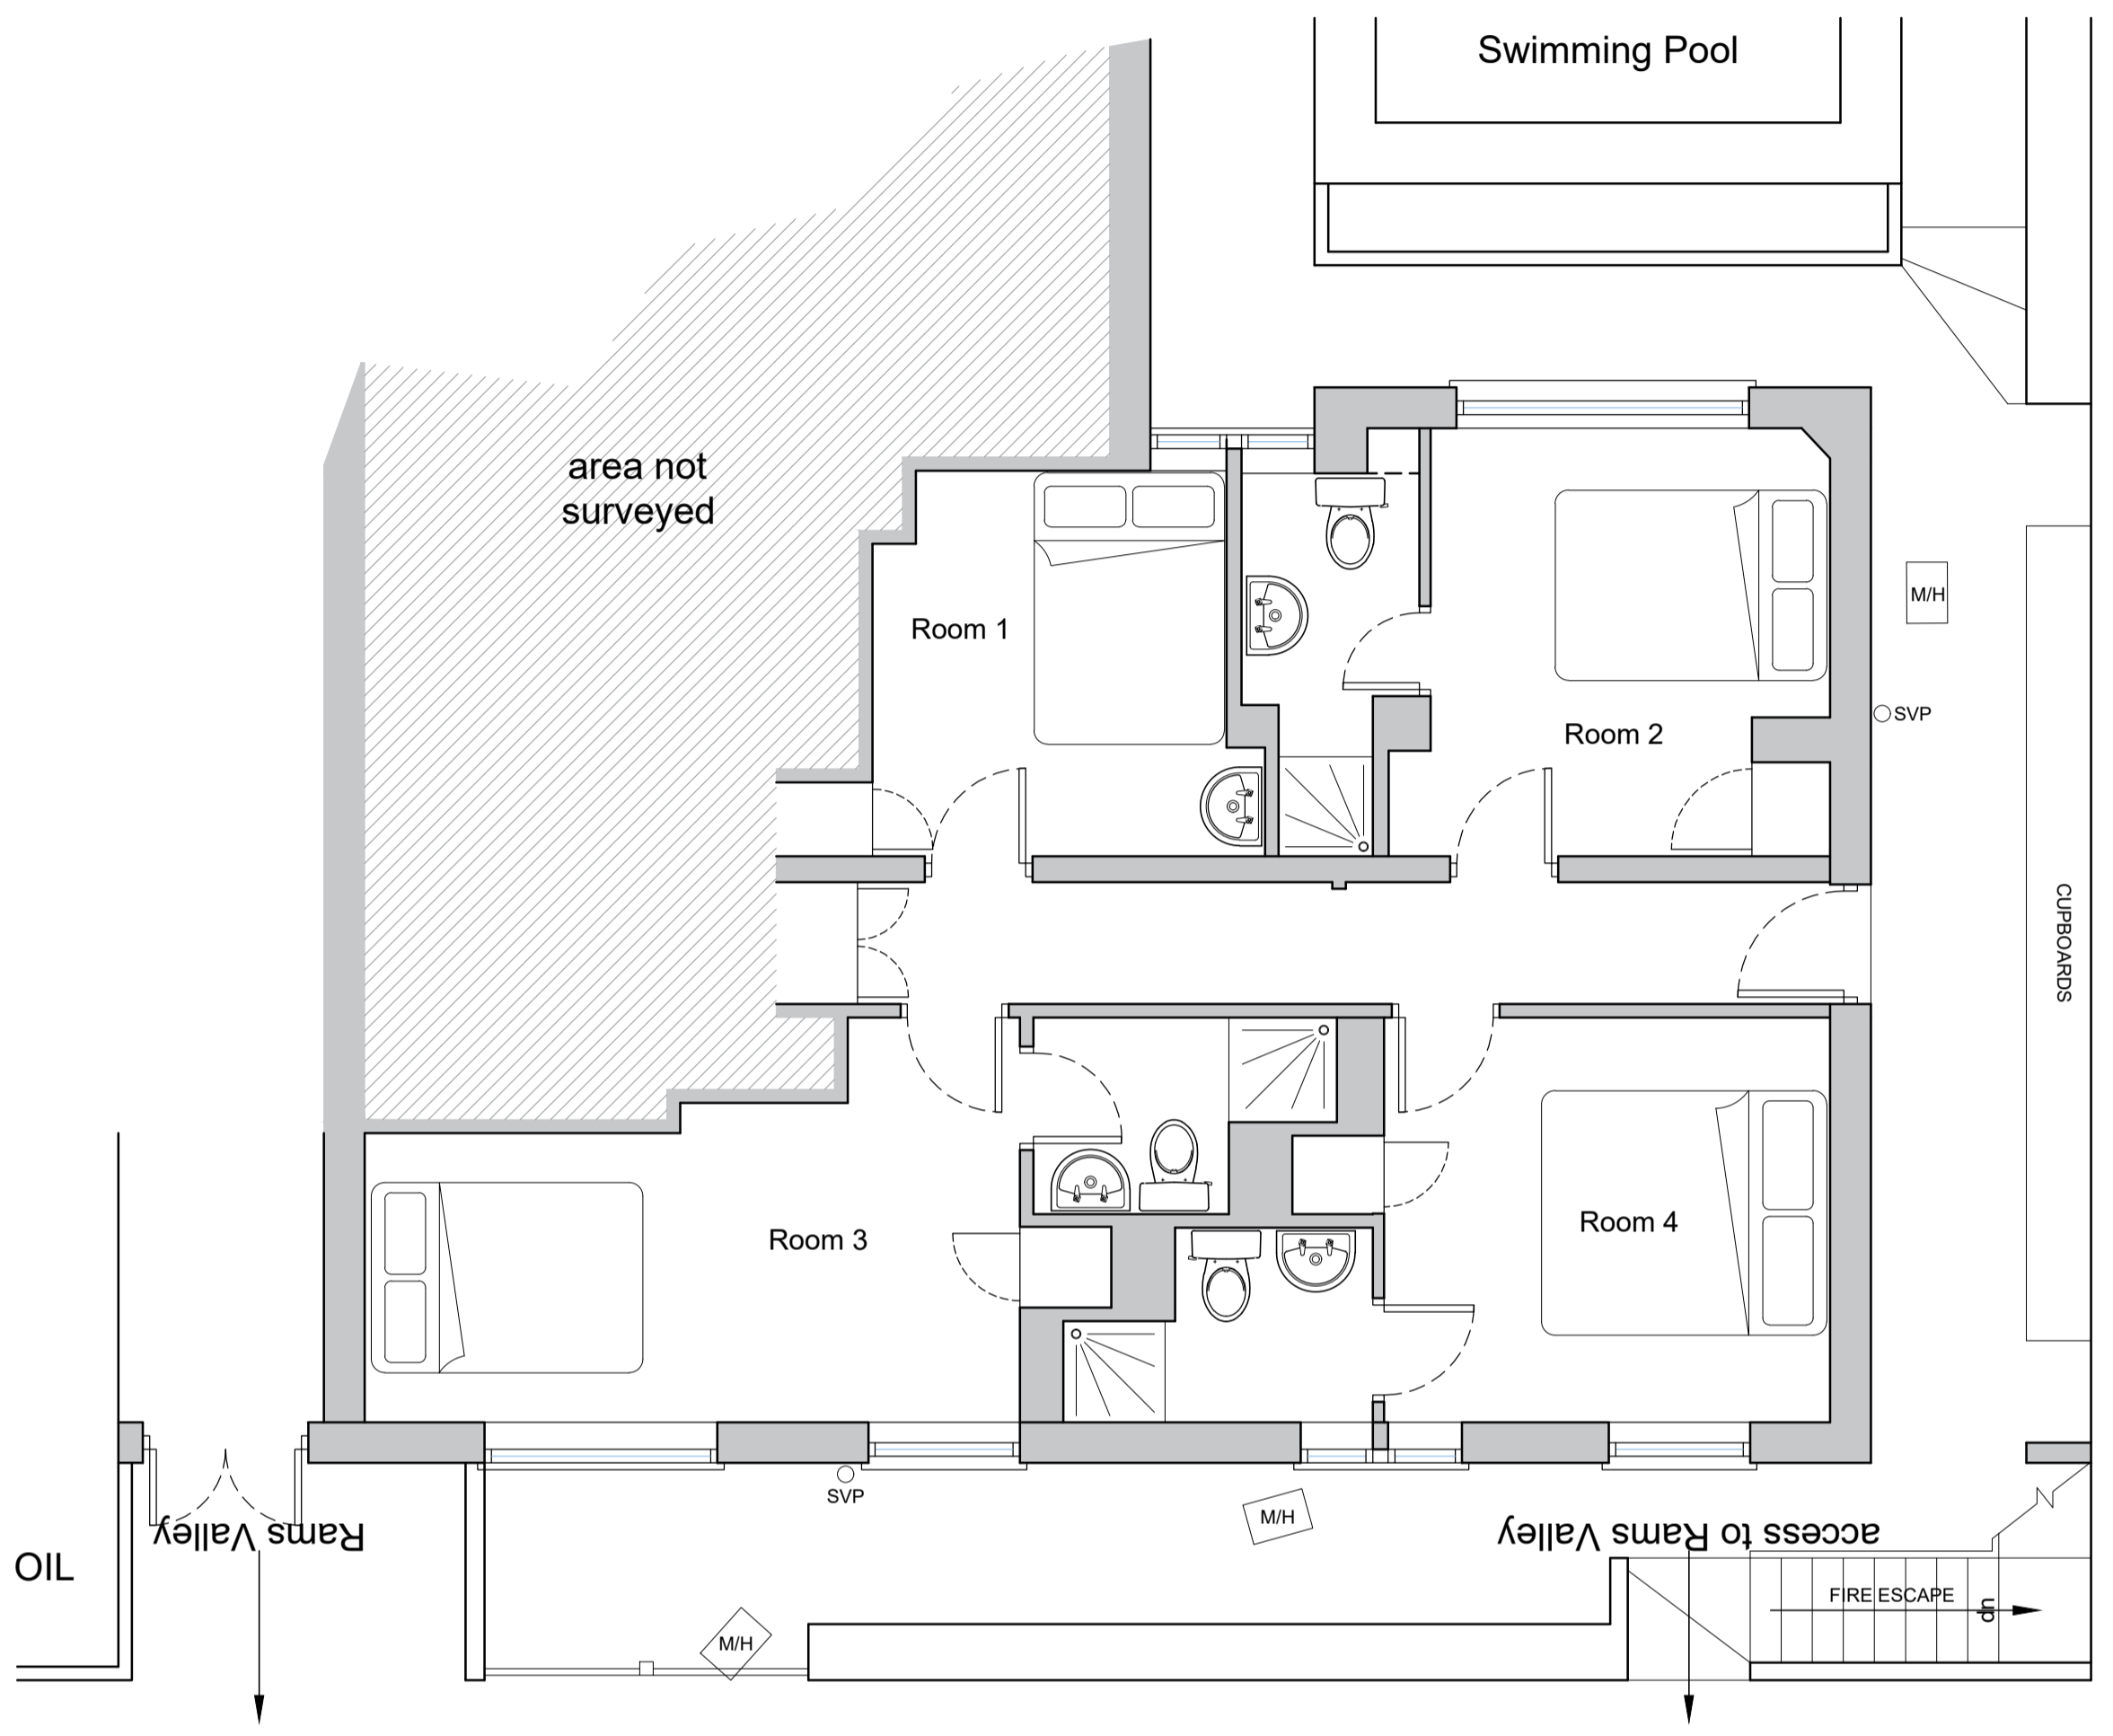 Swimming Pool
area not
surveyed
M/H
Room 1
SVP
Room 2
CUPBOARDS
Room 4
Room 3
SVP
M/H
Rams Valley
access to Rams Valley
OIL
FIRE ESCAPE
up
M/H